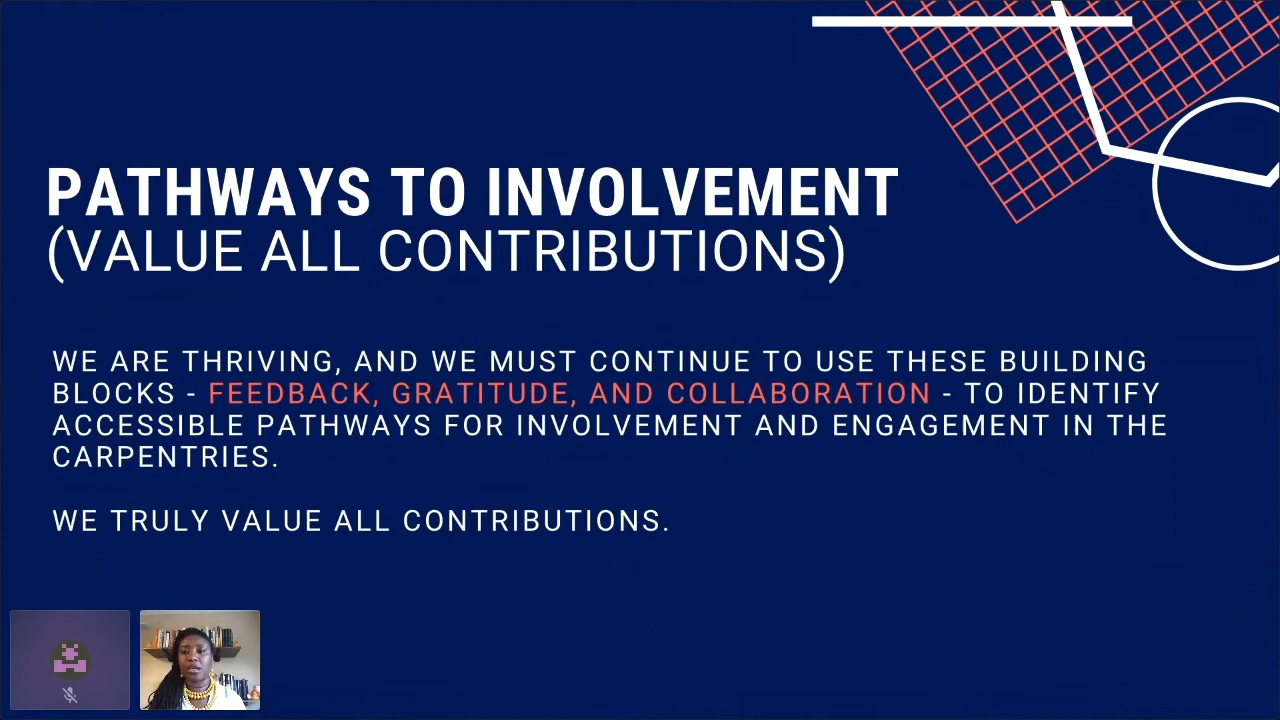 PATHWAYS TO INVOLVEMENT
(VALUE ALL CONTRIBUTIONS)
WE ARE THRIVING, AND WE MUST CONTINUE TO USE THESE BUILDING
BLOCKS - FEEDBACK, GRATITUDE, AND COLLABORATION - TO IDENTIFY
ACCESSIBLE PATHWAYS FOR INVOLVEMENT AND ENGAGEMENT IN THE
CARPENTRIES.
WE TRULY VALUE ALL CONTRIBUTIONS.